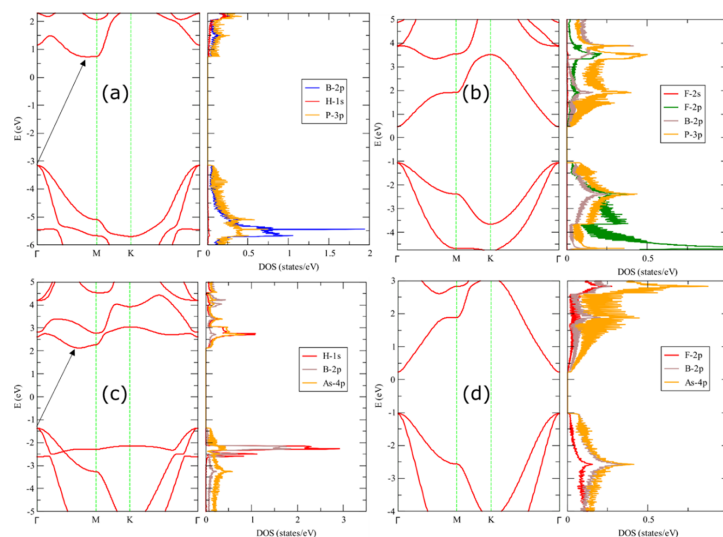 (a)
E (eV)
2
1
0
-1
-2
-3
-4
-5
-6
Γ M K Γ
B-2p
H-1s
P-3p
0 0.5 1 1.5 2
DOS (states/eV)
(b)
E (eV)
5
4
3
2
1
0
-1
-2
-3
-4
Γ M K Γ
F-2s
F-2p
B-2p
P-3p
0 0.5
DOS (states/eV)
(c)
E (eV)
5
4
3
2
1
0
-1
-2
-3
-4
-5
Γ M K Γ
H-1s
B-2p
As-4p
0 1 2 3
DOS (states/eV)
(d)
E (eV)
3
2
1
0
-1
-2
-3
-4
Γ M K Γ
F-2p
B-2p
As-4p
0 0.5
DOS (states/eV)